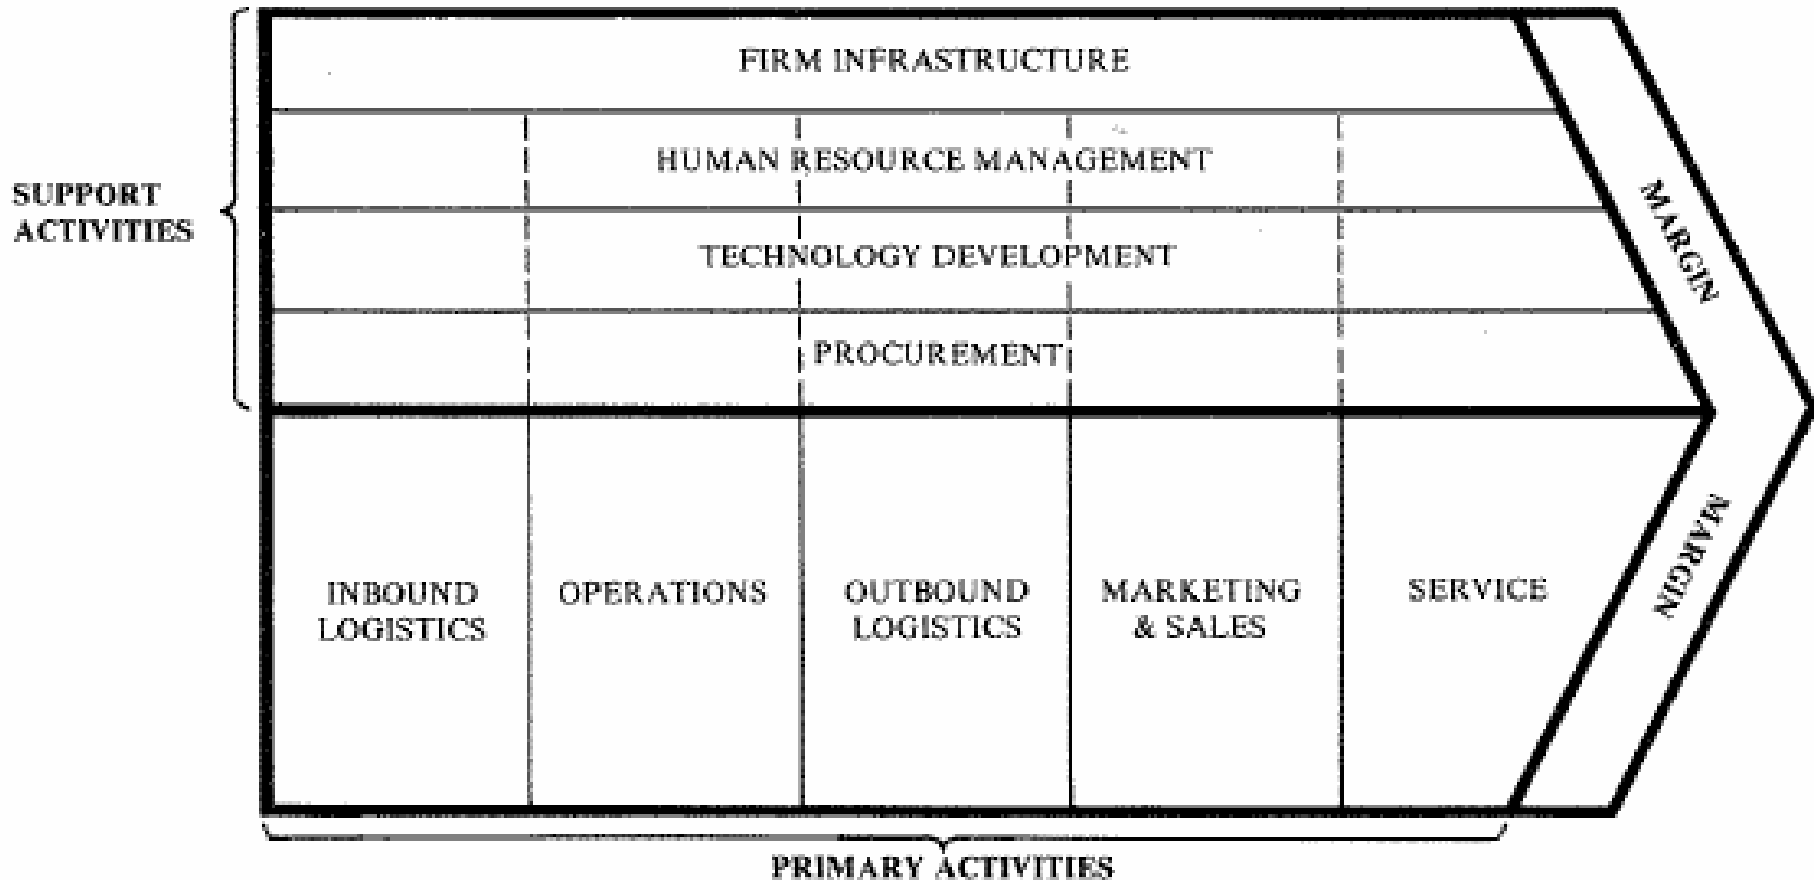 FIRM INFRASTRUCTURE
HUMAN RESOURCE MANAGEMENT
SUPPORT
ACTIVITIES
TECHNOLOGY DEVELOPMENT
PROCUREMENT
MARGIN
INBOUND
LOGISTICS
OPERATIONS
OUTBOUND
LOGISTICS
MARKETING
& SALES
SERVICE
MARGIN
PRIMARY ACTIVITIES